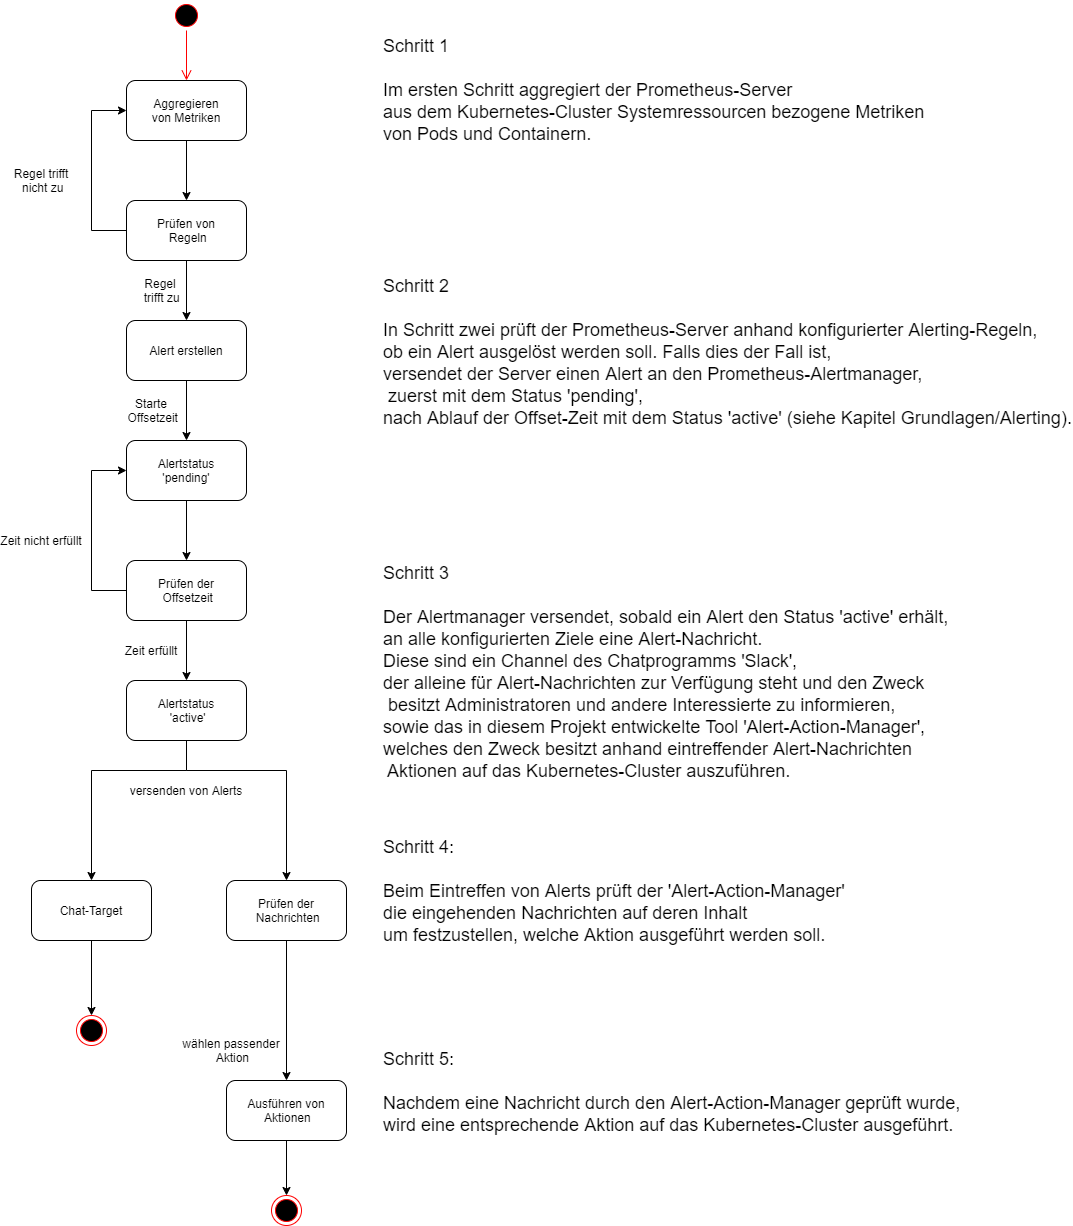 Schritt 1
Im ersten Schritt aggregiert der Prometheus-Server
aus dem Kubernetes-Cluster Systemressourcen bezogene Metriken
von Pods und Containern.
Aggregieren
von Metriken
Regel trifft
nicht zu
Prüfen von
Regeln
Regel
trifft zu
Alert erstellen
Schritt 2
In Schritt zwei prüft der Prometheus-Server anhand konfigurierter Alerting-Regeln,
ob ein Alert ausgelöst werden soll. Falls dies der Fall ist,
versendet der Server einen Alert an den Prometheus-Alertmanager,
zuerst mit dem Status 'pending',
nach Ablauf der Offset-Zeit mit dem Status 'active' (siehe Kapitel Grundlagen/Alerting).
Starte
Offsetzeit
Alertstatus
'pending'
Zeit nicht erfüllt
Prüfen der
Offsetzeit
Zeit erfüllt
Alertstatus
'active'
Schritt 3
Der Alertmanager versendet, sobald ein Alert den Status 'active' erhält,
an alle konfigurierten Ziele eine Alert-Nachricht.
Diese sind ein Channel des Chatprogramms 'Slack',
der alleine für Alert-Nachrichten zur Verfügung steht und den Zweck
besitzt Administratoren und andere Interessierte zu informieren,
sowie das in diesem Projekt entwickelte Tool 'Alert-Action-Manager',
welches den Zweck besitzt anhand eintreffender Alert-Nachrichten
Aktionen auf das Kubernetes-Cluster auszuführen.
versenden von Alerts
Chat-Target
Prüfen der
Nachrichten
Schritt 4:
Beim Eintreffen von Alerts prüft der 'Alert-Action-Manager'
die eingehenden Nachrichten auf deren Inhalt
um festzustellen, welche Aktion ausgeführt werden soll.
wählen passender
Aktion
Ausführen von
Aktionen
Schritt 5:
Nachdem eine Nachricht durch den Alert-Action-Manager geprüft wurde,
wird eine entsprechende Aktion auf das Kubernetes-Cluster ausgeführt.